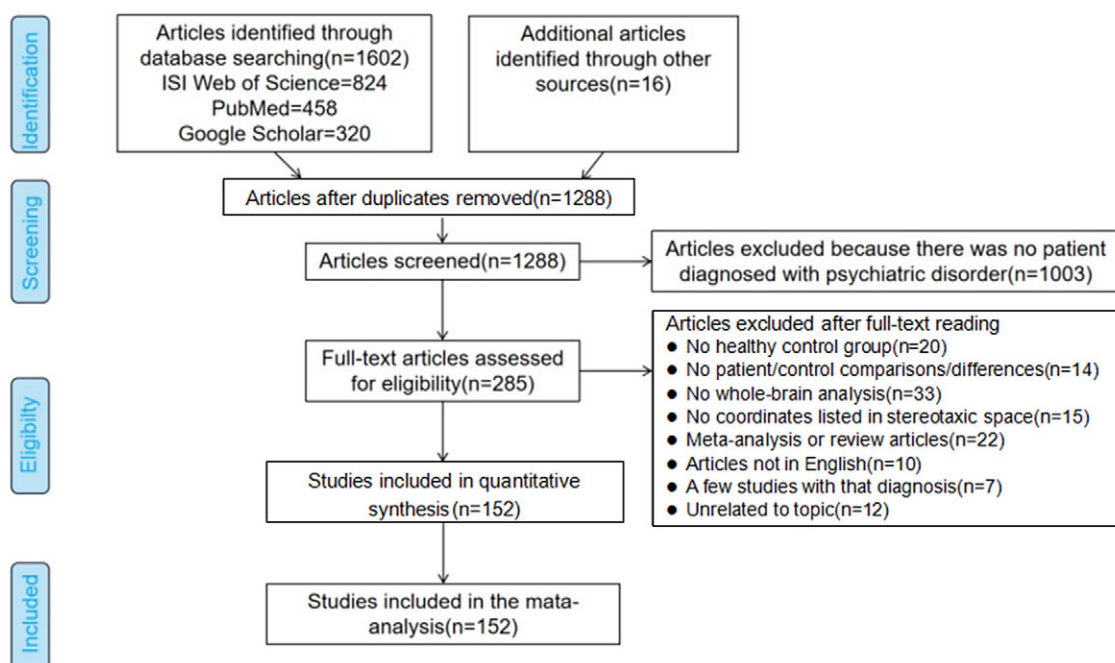 Identification
Articles identified through
database searching(n=1602)
ISI Web of Science=824
PubMed=458
Google Scholar=320
Additional articles
identified through other
sources(n=16)
Screening
Articles after duplicates removed(n=1288)
Articles screened(n=1288)
Articles excluded because there was no patient
diagnosed with psychiatric disorder(n=1003)
Eligibilty
Full-text articles assessed
for eligibility(n=285)
Articles excluded after full-text reading
● No healthy control group(n=20)
● No patient/control comparisons/differences(n=14)
● No whole-brain analysis(n=33)
● No coordinates listed in stereotaxic space(n=15)
● Meta-analysis or review articles(n=22)
● Articles not in English(n=10)
● A few studies with that diagnosis(n=7)
● Unrelated to topic(n=12)
Studies included in quantitative
synthesis(n=152)
Included
Studies included in the mata-
analysis(n=152)